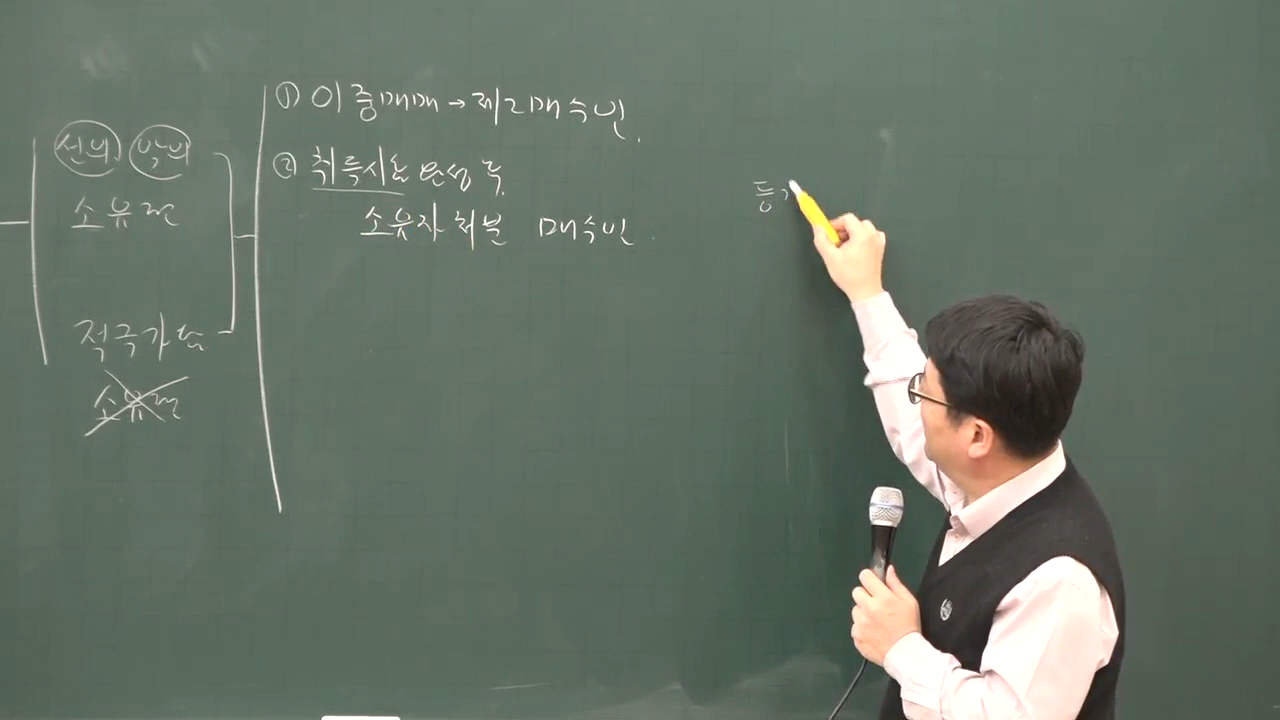 ① 이중매매→제2매수인
② 취득시효 완성 후
소유자 처분 매수인
선의 악의
소유권
적극가담
소유권
등